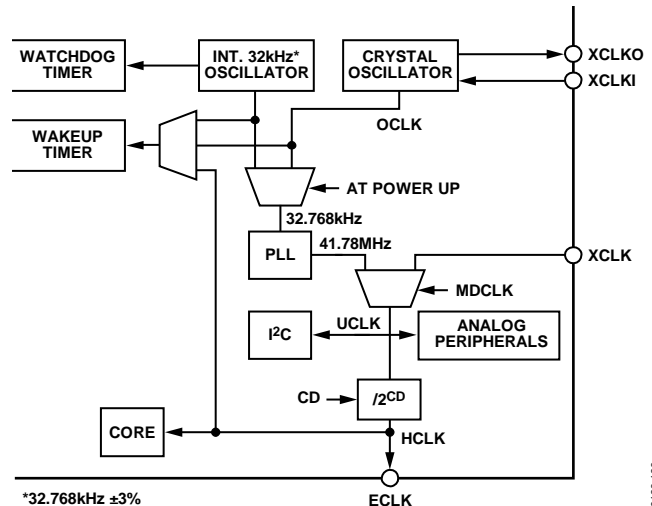 WATCHDOG
TIMER
INT. 32kHz*
OSCILLATOR
CRYSTAL
OSCILLATOR
XCLKO
XCLKI
OCLK
WAKEUP
TIMER
AT POWER UP
32.768kHz
PLL
41.78MHz
XCLK
MDCLK
I²C
UCLK
ANALOG
PERIPHERALS
CD
/2ᶜᴰ
CORE
HCLK
*32.768kHz ±3%
ECLK